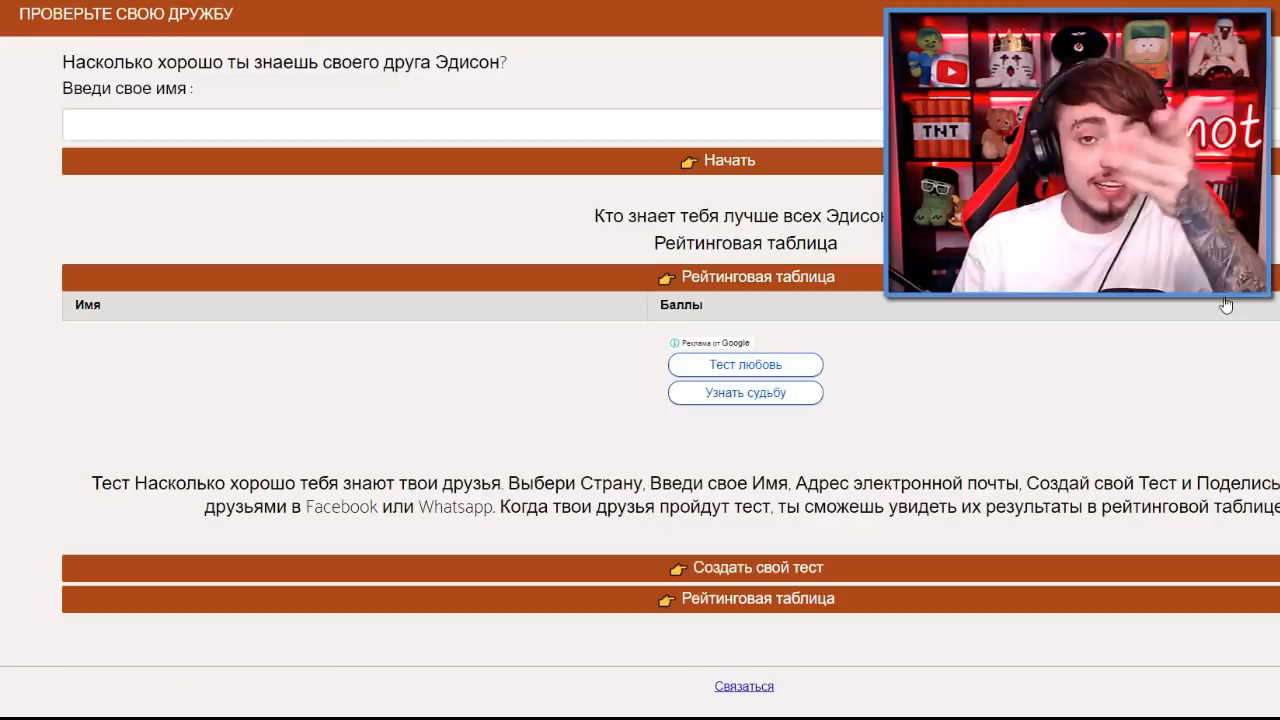 ПРОВЕРЬТЕ СВОЮ ДРУЖБУ
Насколько хорошо ты знаешь своего друга Эдисон?
Введи свое имя :
TNT
not
Начать
Кто знает тебя лучше всех
Рейтинговая таблица
Рейтинговая таблица
Имя Баллы
Реклама от Google
Тест любовь
Узнать судьбу
Тест Насколько хорошо тебя знают твои друзья. Выбери Страну, Введи свое Имя, Адрес электронной почты, Создай свой Тест и Поделись
друзьями в Facebook или Whatsapp. Когда твои друзья пройдут тест, ты сможешь увидеть их результаты в рейтинговой таблице
Создать свой тест
Рейтинговая таблица
Связаться